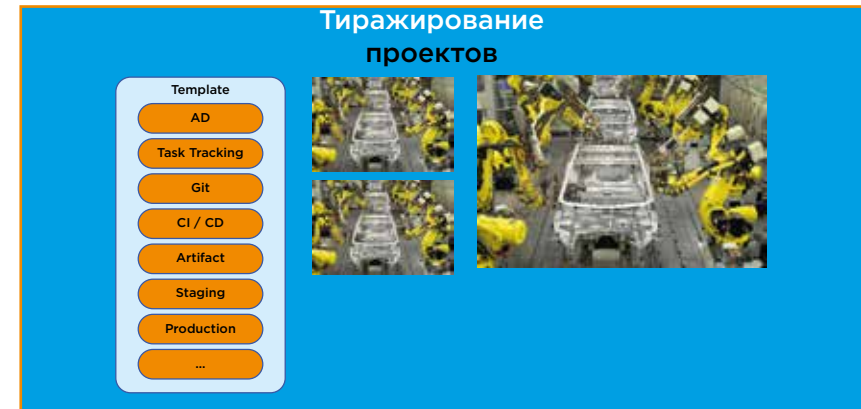 Тиражирование
проектов
Template
AD
Task Tracking
Git
CI / CD
Artifact
Staging
Production
...